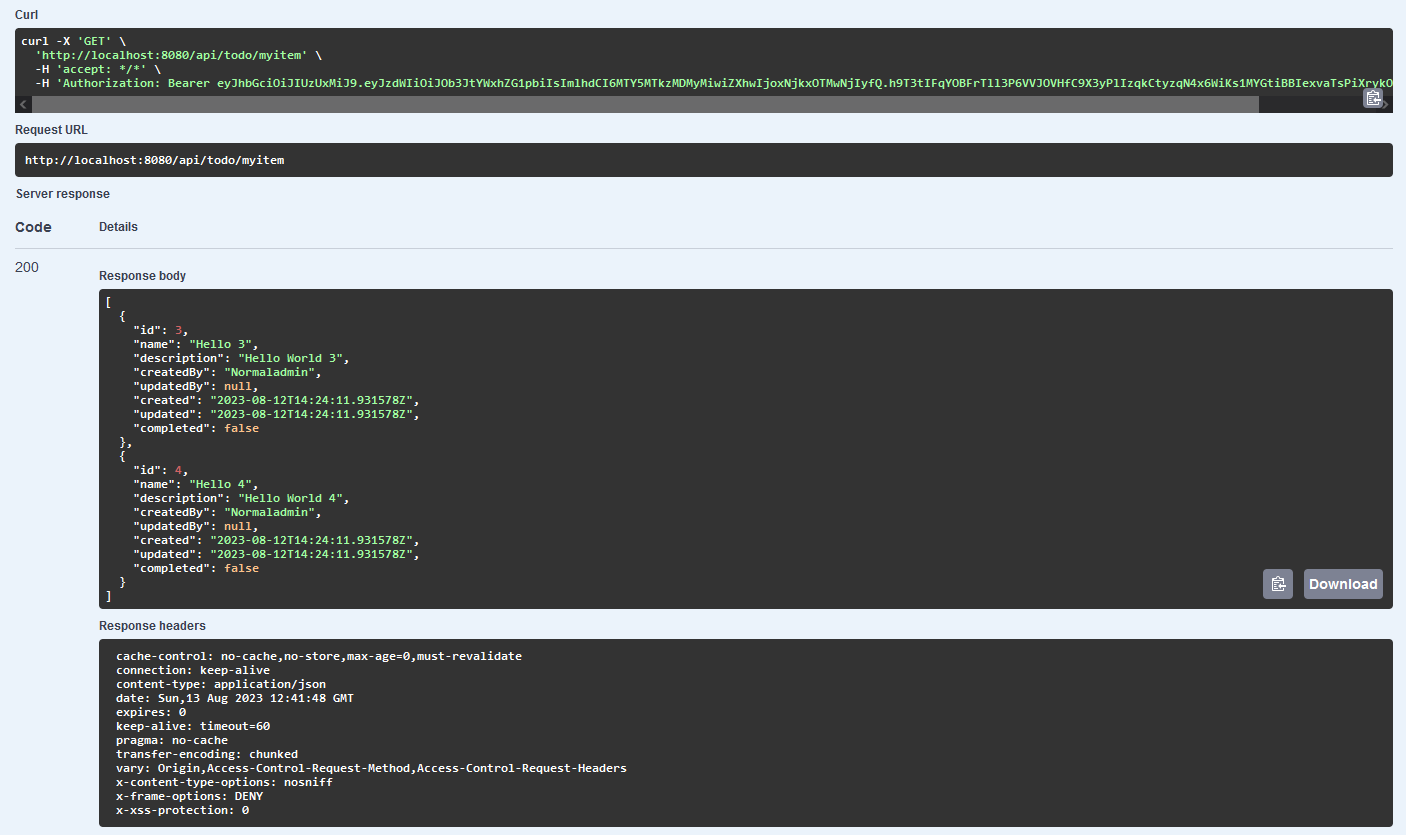 Curl
curl -X 'GET' \
'http://localhost:8080/api/todo/myitem' \
-H 'accept: */*' \
-H 'Authorization: Bearer
Request URL
http://localhost:8080/api/todo/myitem
Server response
Code Details
200
Response body
[
{
"id": 3,
"name": "Hello 3",
"description": "Hello World 3",
"createdBy": "Normaladmin",
"updatedBy": null,
"created": "2023-08-12T14:24:11.931578Z",
"updated": "2023-08-12T14:24:11.931578Z",
"completed": false
},
{
"id": 4,
"name": "Hello 4",
"description": "Hello World 4",
"createdBy": "Normaladmin",
"updatedBy": null,
"created": "2023-08-12T14:24:11.931578Z",
"updated": "2023-08-12T14:24:11.931578Z",
"completed": false
}
]
Download
Response headers
cache-control: no-cache,no-store,max-age=0,must-revalidate
connection: keep-alive
content-type: application/json
date: Sun,13 Aug 2023 12:41:48 GMT
expires: 0
keep-alive: timeout=60
pragma: no-cache
transfer-encoding: chunked
vary: Origin,Access-Control-Request-Method,Access-Control-Request-Headers
x-content-type-options: nosniff
x-frame-options: DENY
x-xss-protection: 0